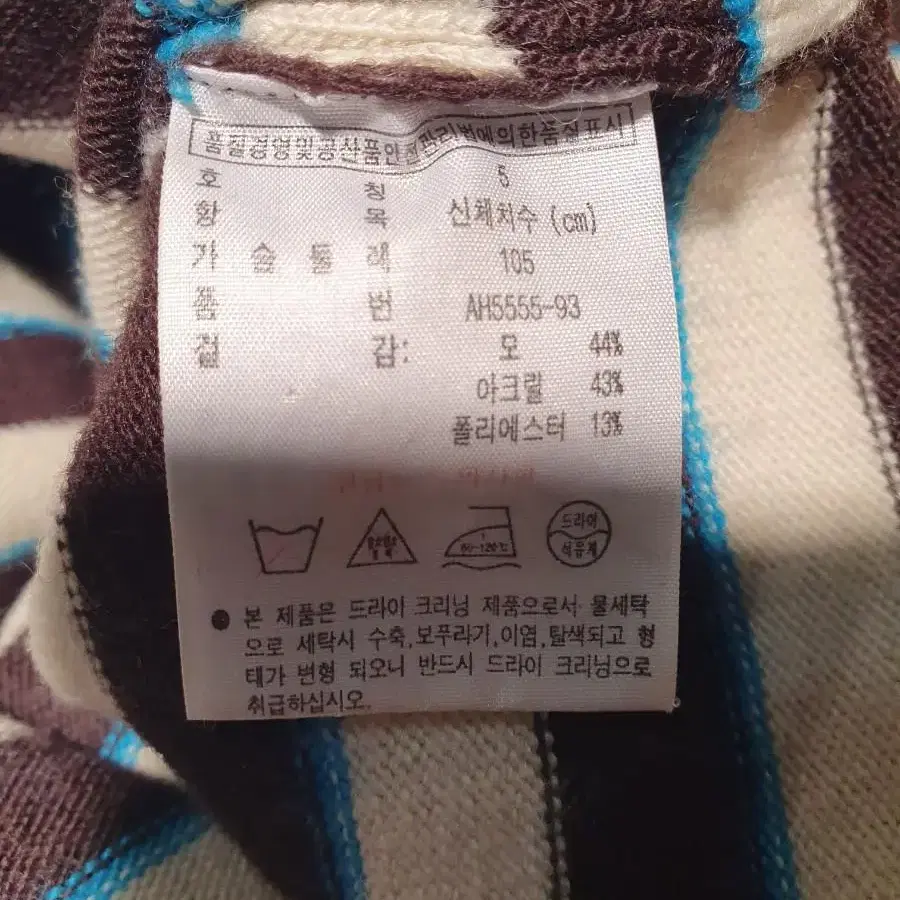 품질경영및공산품안전관리법에의한품질표시
호 칭 5
항 목 신체치수 (cm)
가 슴 둘 레 105
품 번 AH5555-93
겉 감: 모 44%
아크릴 43%
폴리에스터 13%
80-120℃
드라이
석유계
● 본 제품은 드라이 크리닝 제품으로서 물세탁
으로 세탁시 수축,보푸라기,이염,탈색되고 형
태가 변형 되오니 반드시 드라이 크리닝으로
취급하십시오.